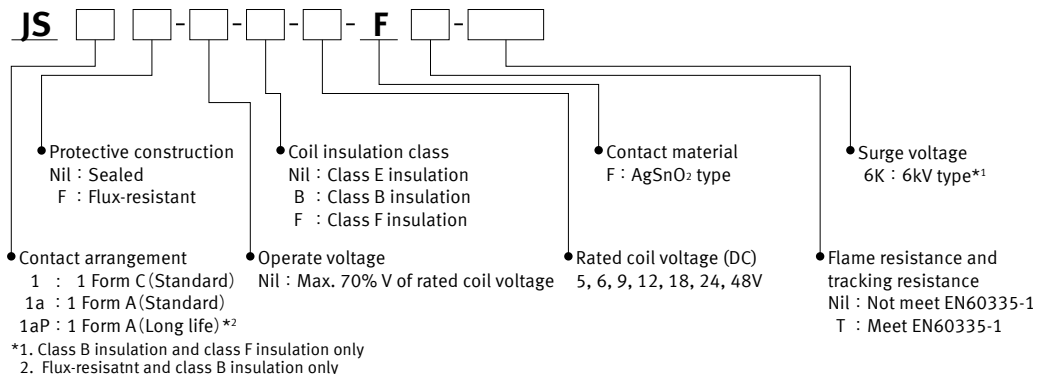 JS - - - - F -
Protective construction
Nil : Sealed
F : Flux-resistant
Coil insulation class
Nil : Class E insulation
B : Class B insulation
F : Class F insulation
Contact material
F : AgSnO2 type
Surge voltage
6K : 6kV type*1
Contact arrangement
1 : 1 Form C (Standard)
1a : 1 Form A (Standard)
1aP : 1 Form A (Long life) *2
Operate voltage
Nil : Max. 70% V of rated coil voltage
Rated coil voltage (DC)
5, 6, 9, 12, 18, 24, 48V
Flame resistance and
tracking resistance
Nil : Not meet EN60335-1
T : Meet EN60335-1
*1. Class B insulation and class F insulation only
2. Flux-resisatnt and class B insulation only